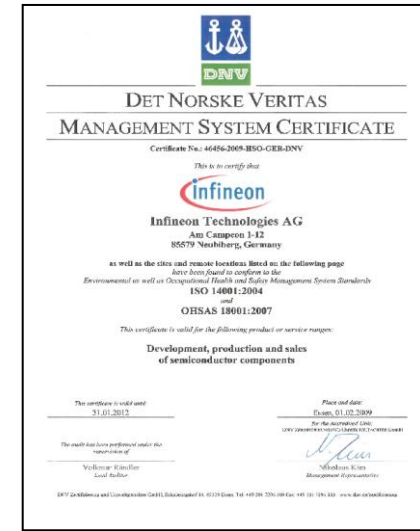 DNV
DET NORSKE VERITAS
MANAGEMENT SYSTEM CERTIFICATE
Certificate No.: 46456-2009-HSO-GER-DNV
This is to certify that
infineon
Infineon Technologies AG
Am Campeon 1-12
85579 Neubiberg, Germany
as well as the sites and remote locations listed on the following page
have been found to conform to the
Environmental as well as Occupational Health and Safety Management System Standards
ISO 14001:2004
and
OHSAS 18001:2007
This certificate is valid for the following product or service ranges:
Development, production and sales
of semiconductor components
This certificate is valid until
31.01.2012
Place and date:
Essen, 01.02.2009
for the Accredited Unit:
The audit has been performed under the
supervision of
Volkmar
Lead Auditor
Nikolaus Kim
Management Representative